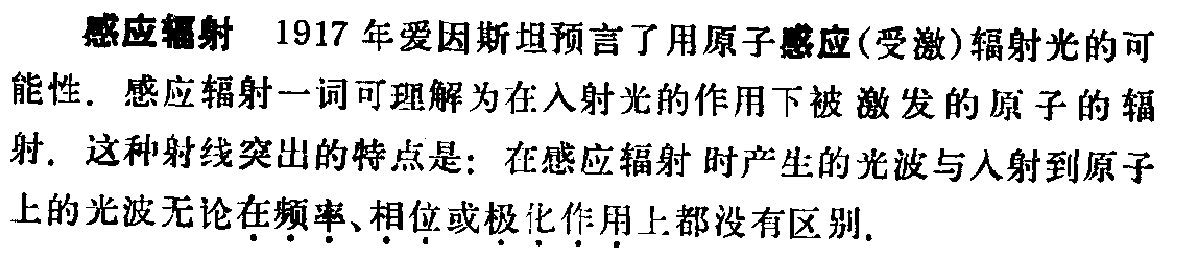 感应辐射 1917年爱因斯坦预言了用原子感应(受激)辐射光的可
能性．感应辐射一词可理解为在入射光的作用下被激发的原子的辐
射．这种射线突出的特点是：在感应辐射时产生的光波与入射到原子
上的光波无论在频率、相位或极化作用上都没有区别．